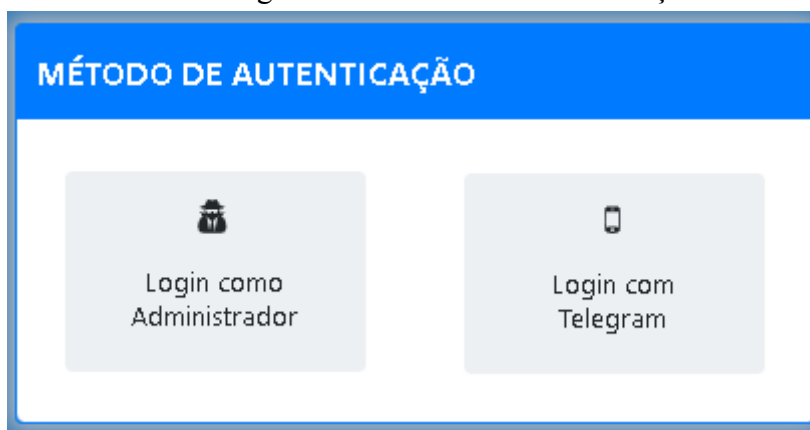 MÉTODO DE AUTENTICAÇÃO
Login como
Administrador
Login com
Telegram